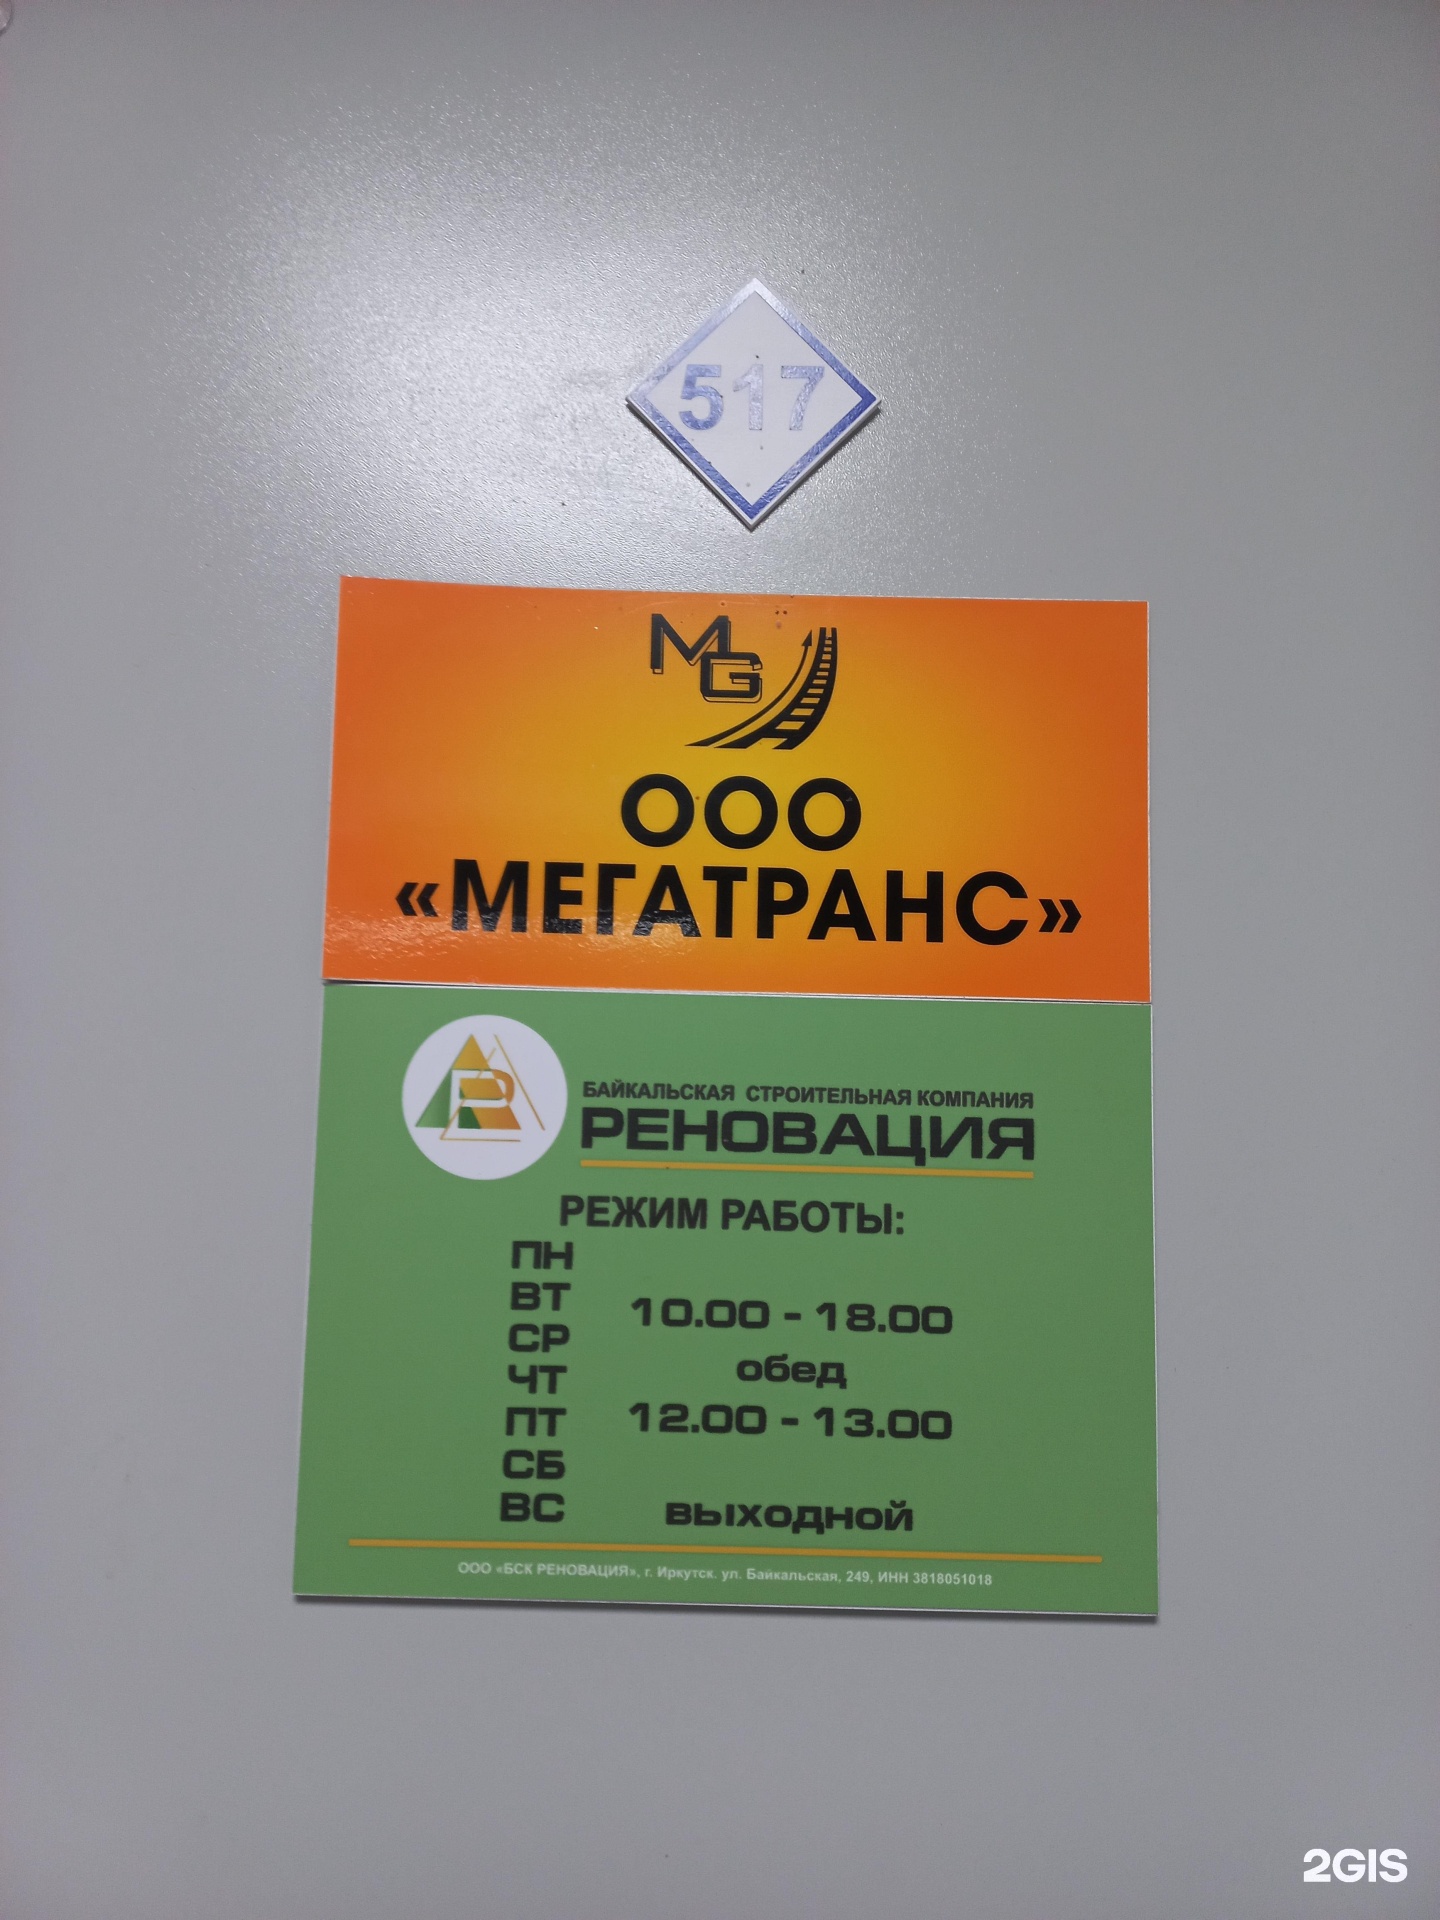 517
MG
ООО
«МЕГАТРАНС»
БАЙКАЛЬСКАЯ СТРОИТЕЛЬНАЯ КОМПАНИЯ
РЕНОВАЦИЯ
РЕЖИМ РАБОТЫ:
ПН
ВТ 10.00 - 18.00
СР
ЧТ обед
ПТ 12.00 - 13.00
СБ
ВС выходной
ООО «БСК РЕНОВАЦИЯ», г. Иркутск. ул. Байкальская, 249, ИНН 3818051018
2GIS